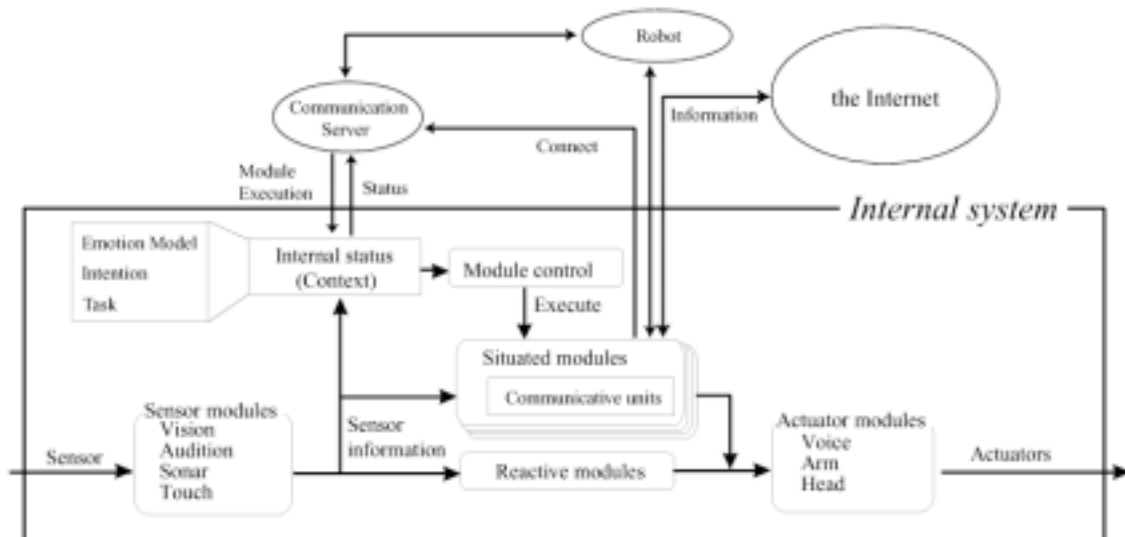 Robot
the Internet
Communication
Server
Information
Connect
Module
Execution
Status
Internal system
Emotion Model
Intention
Task
Internal status
(Context)
Module control
Execute
Situated modules
Communicative units
Sensor modules
Vision
Audition
Sonar
Touch
Sensor
Sensor
information
Reactive modules
Actuator modules
Voice
Arm
Head
Actuators